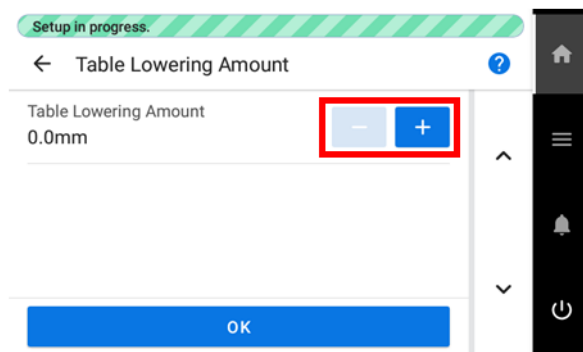 Setup in progress.
← Table Lowering Amount ?
Table Lowering Amount
0.0mm
− +
OK